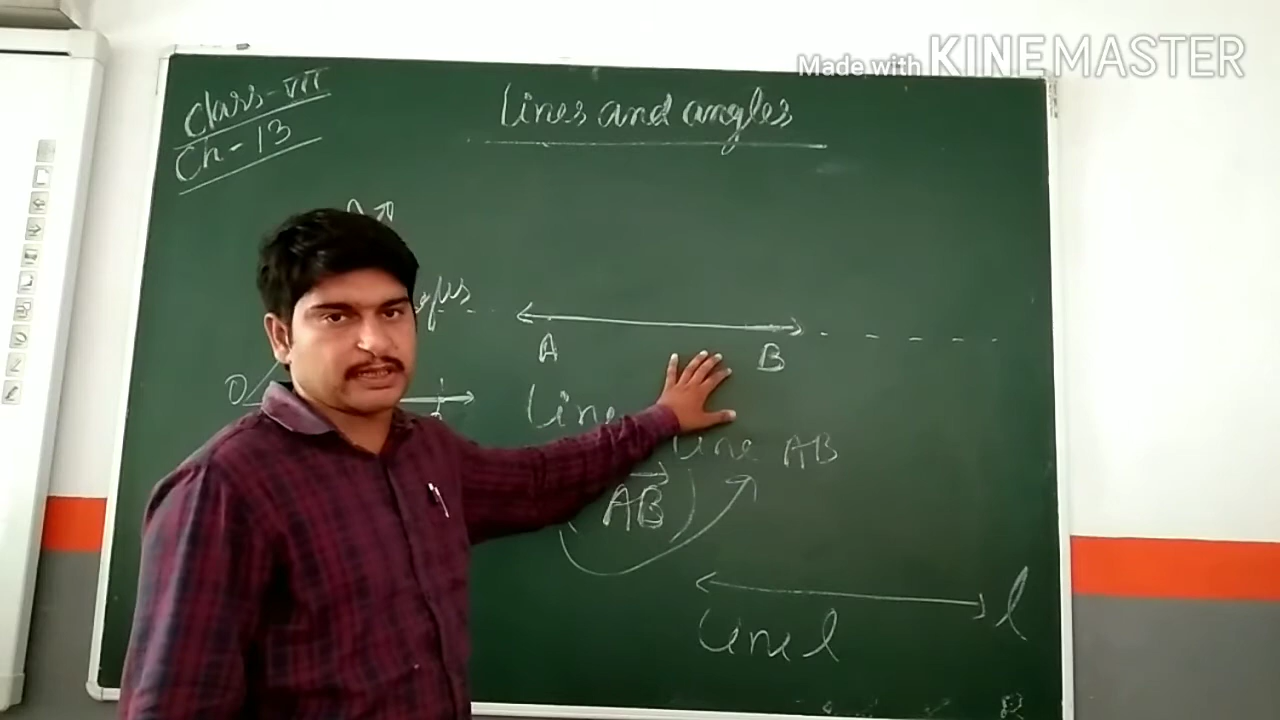 Made with KINEMASTER
Class-VII
Ch-13
Lines and angles
A B
O
Line
Line AB
AB
l
Line l